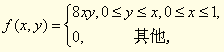 f(x,y) = { 8xy, 0 ≤ y ≤ x, 0 ≤ x ≤ 1,
0, 其他,